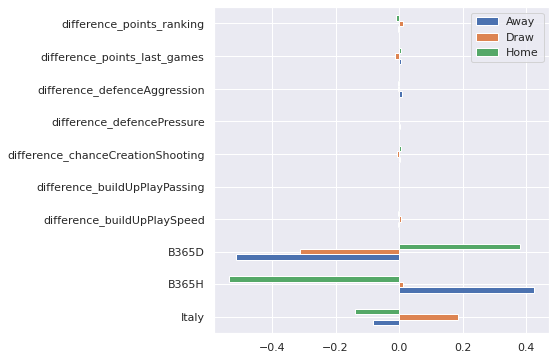 difference_points_ranking
difference_points_last_games
difference_defenceAggression
difference_defencePressure
difference_chanceCreationShooting
difference_buildUpPlayPassing
difference_buildUpPlaySpeed
B365D
B365H
Italy
Away
Draw
Home
−0.4 −0.2 0.0 0.2 0.4